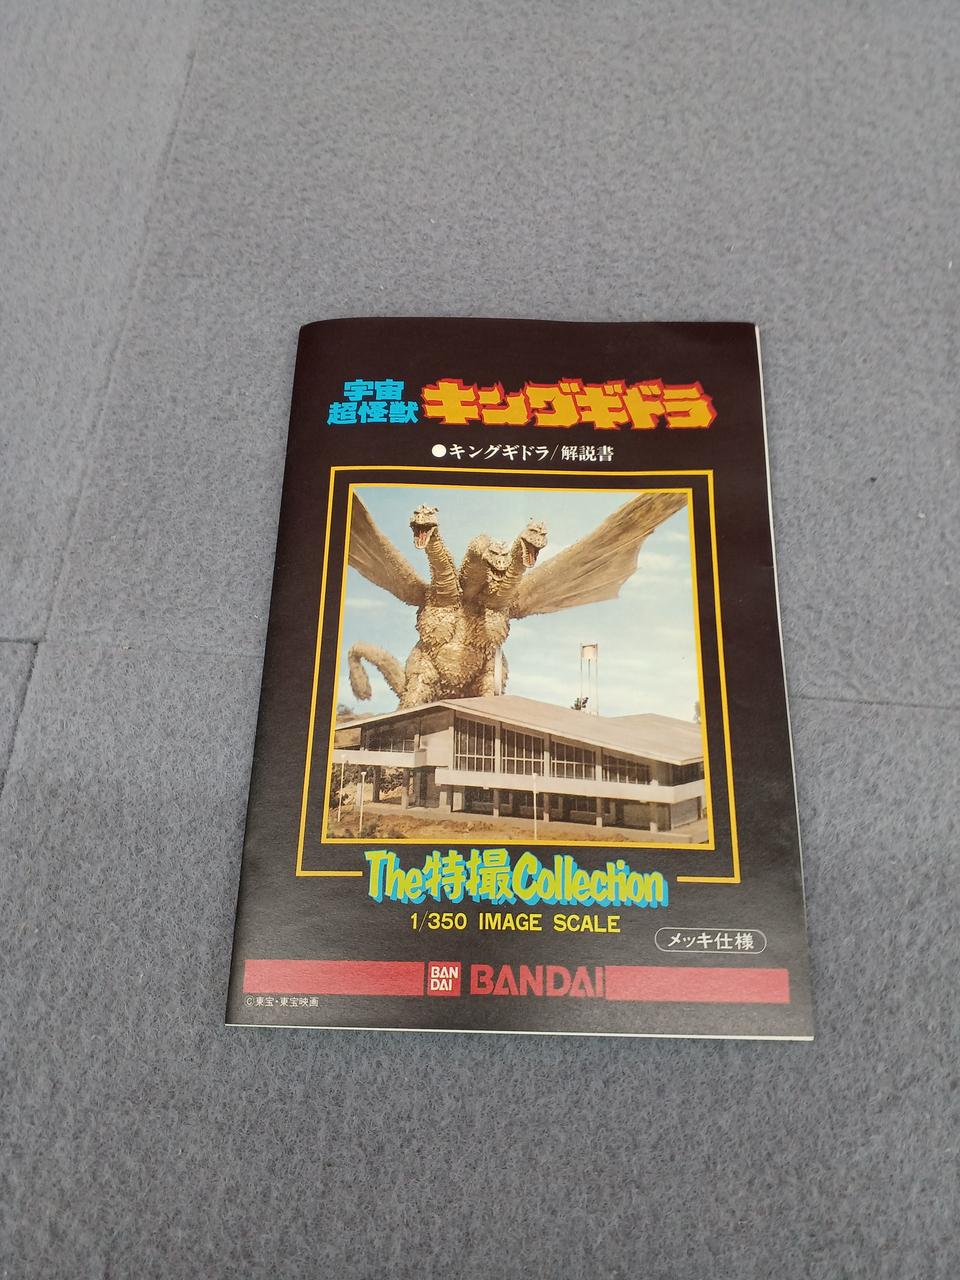 宇宙
超怪獣 キングギドラ
●キングギドラ/解説書
The特撮Collection
1/350 IMAGE SCALE
メッキ仕様
BAN
DAI BANDAI
©東宝・東宝映画